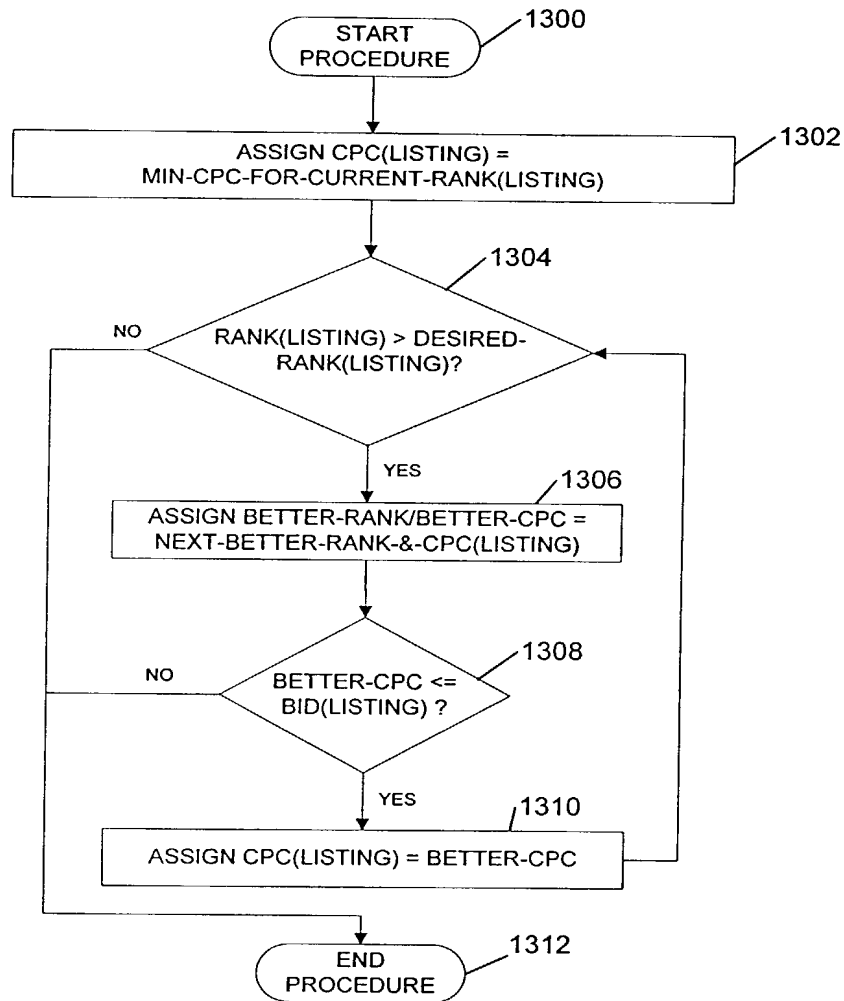 START
PROCEDURE
1300
ASSIGN CPC(LISTING) =
MIN-CPC-FOR-CURRENT-RANK(LISTING)
1302
1304
RANK(LISTING) > DESIRED-
RANK(LISTING)?
NO
YES
1306
ASSIGN BETTER-RANK/BETTER-CPC =
NEXT-BETTER-RANK-&-CPC(LISTING)
1308
BETTER-CPC <=
BID(LISTING) ?
NO
YES
1310
ASSIGN CPC(LISTING) = BETTER-CPC
END
PROCEDURE
1312